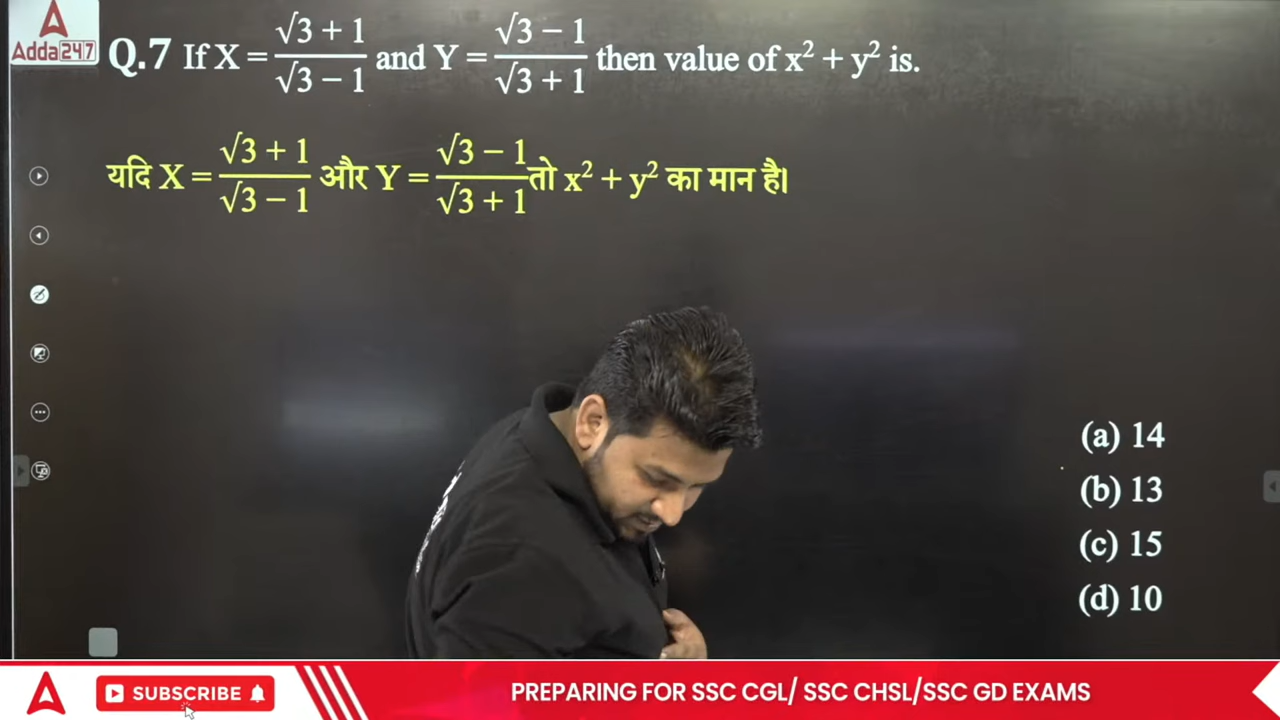 Adda247
Q.7 If X = (√3 + 1)/(√3 − 1) and Y = (√3 − 1)/(√3 + 1) then value of x² + y² is.
यदि X = (√3 + 1)/(√3 − 1) और Y = (√3 − 1)/(√3 + 1) तो x² + y² का मान है।
(a) 14
(b) 13
(c) 15
(d) 10
SUBSCRIBE
PREPARING FOR SSC CGL/ SSC CHSL/SSC GD EXAMS